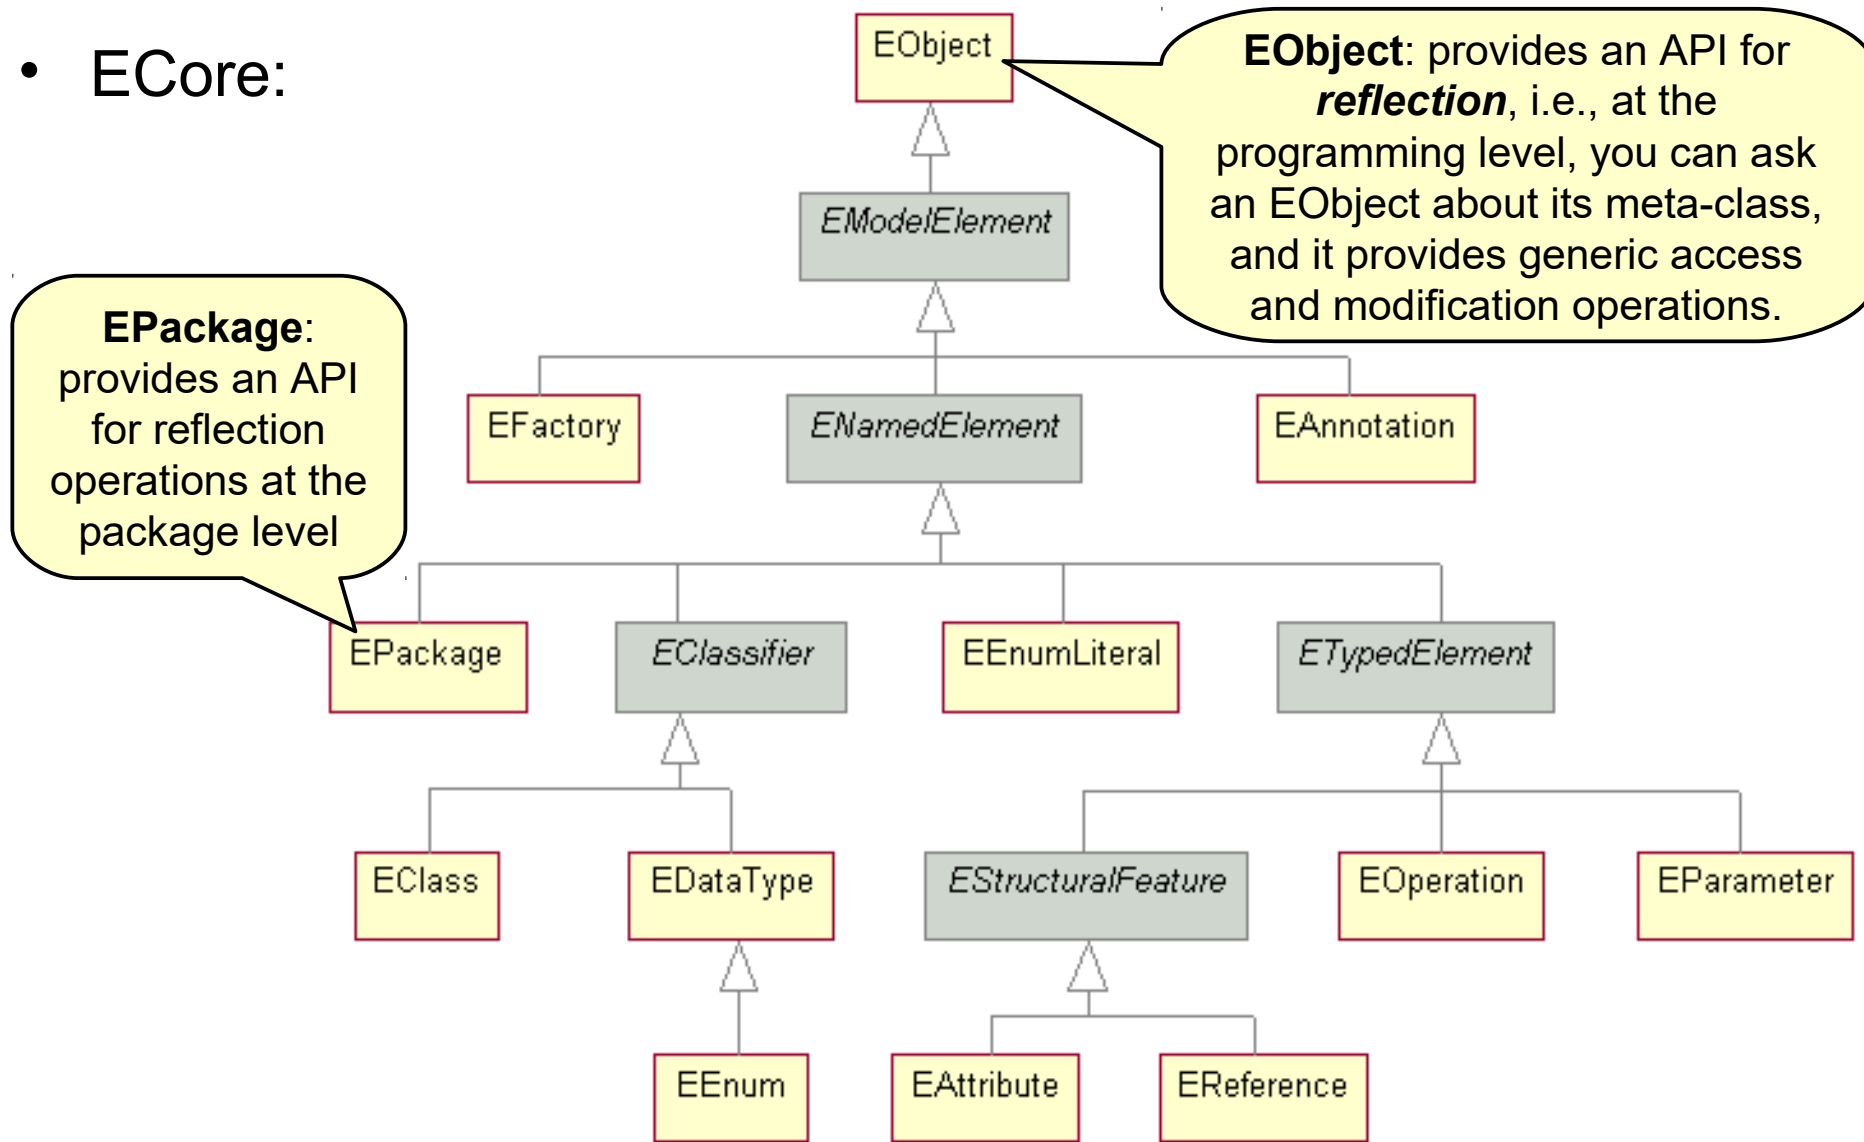 • ECore:
EObject
EObject: provides an API for
reflection, i.e., at the
programming level, you can ask
an EObject about its meta-class,
and it provides generic access
and modification operations.
EModelElement
EPackage:
provides an API
for reflection
operations at the
package level
EFactory
ENamedElement
EAnnotation
EPackage
EClassifier
EEnumLiteral
ETypedElement
EClass
EDataType
EStructuralFeature
EOperation
EParameter
EEnum
EAttribute
EReference